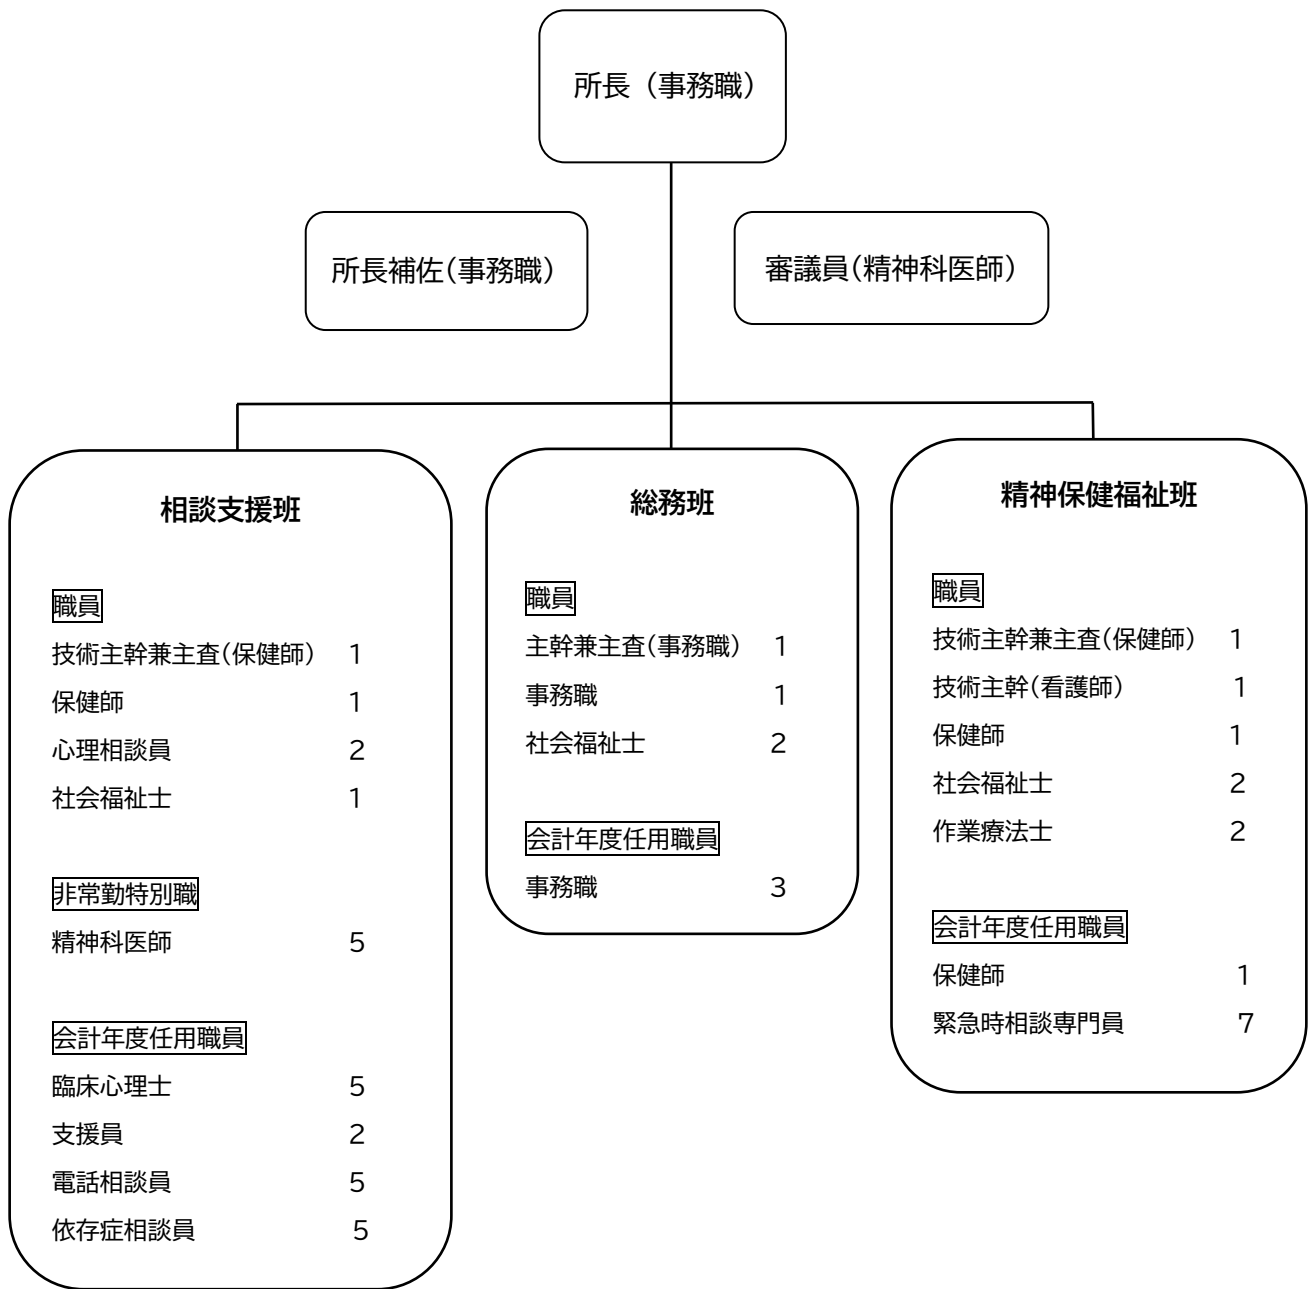 所長（事務職）
所長補佐（事務職）
審議員（精神科医師）
相談支援班
職員
技術主幹兼主査（保健師） 1
保健師 1
心理相談員 2
社会福祉士 1
非常勤特別職
精神科医師 5
会計年度任用職員
臨床心理士 5
支援員 2
電話相談員 5
依存症相談員 5
総務班
職員
主幹兼主査（事務職） 1
事務職 1
社会福祉士 2
会計年度任用職員
事務職 3
精神保健福祉班
職員
技術主幹兼主査（保健師） 1
技術主幹（看護師） 1
保健師 1
社会福祉士 2
作業療法士 2
会計年度任用職員
保健師 1
緊急時相談専門員 7